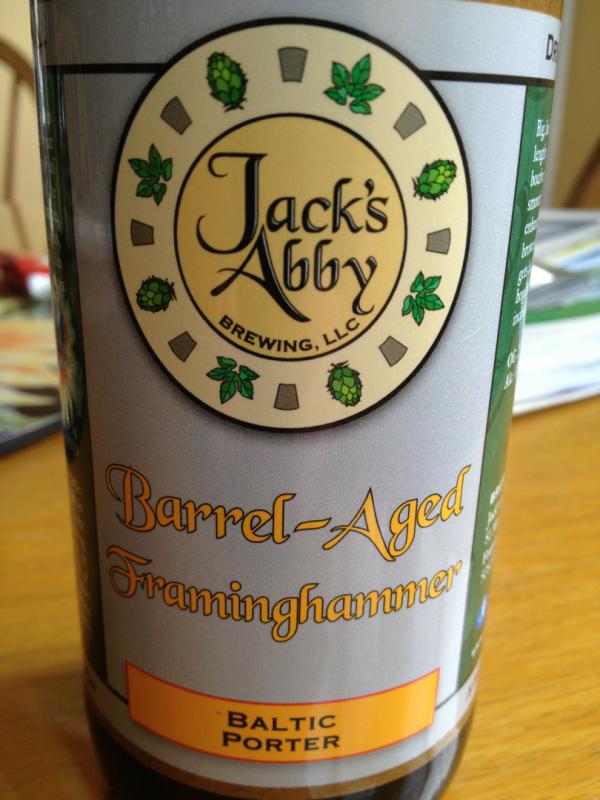 Jack's
Abby
BREWING, LLC
Barrel-Aged
Framinghammer
BALTIC
PORTER